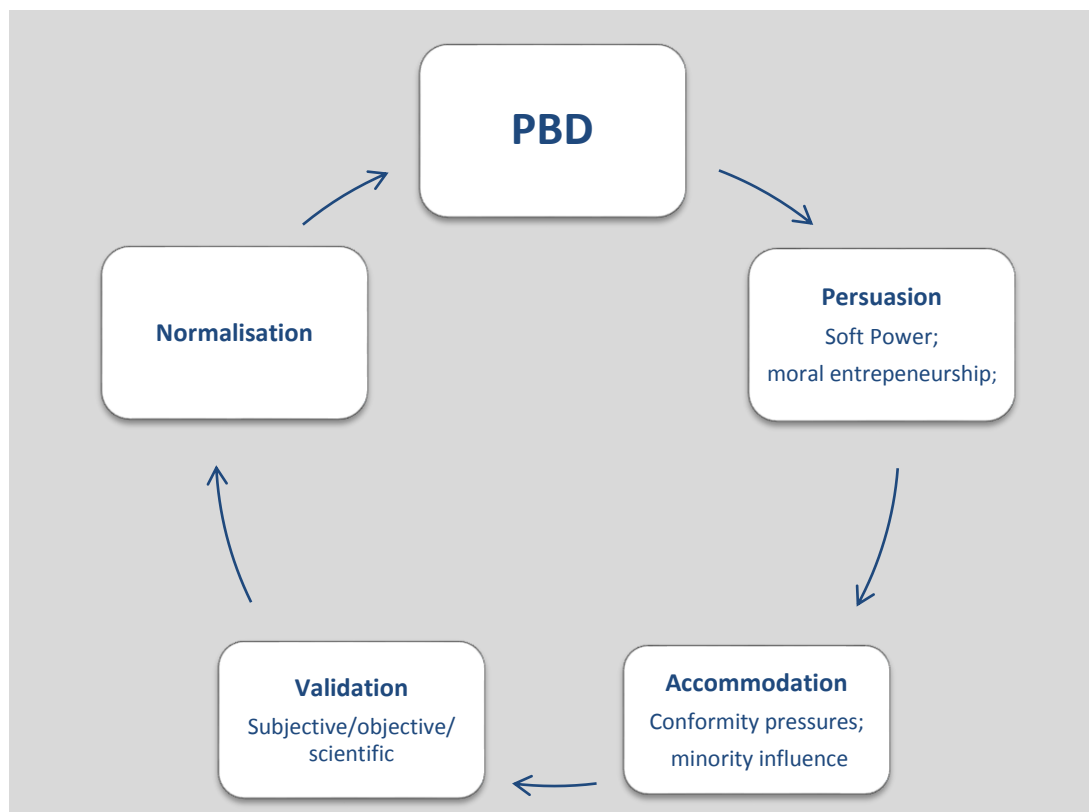 PBD
Persuasion
Soft Power;
moral entrepeneurship;
Accommodation
Conformity pressures;
minority influence
Validation
Subjective/objective/
scientific
Normalisation